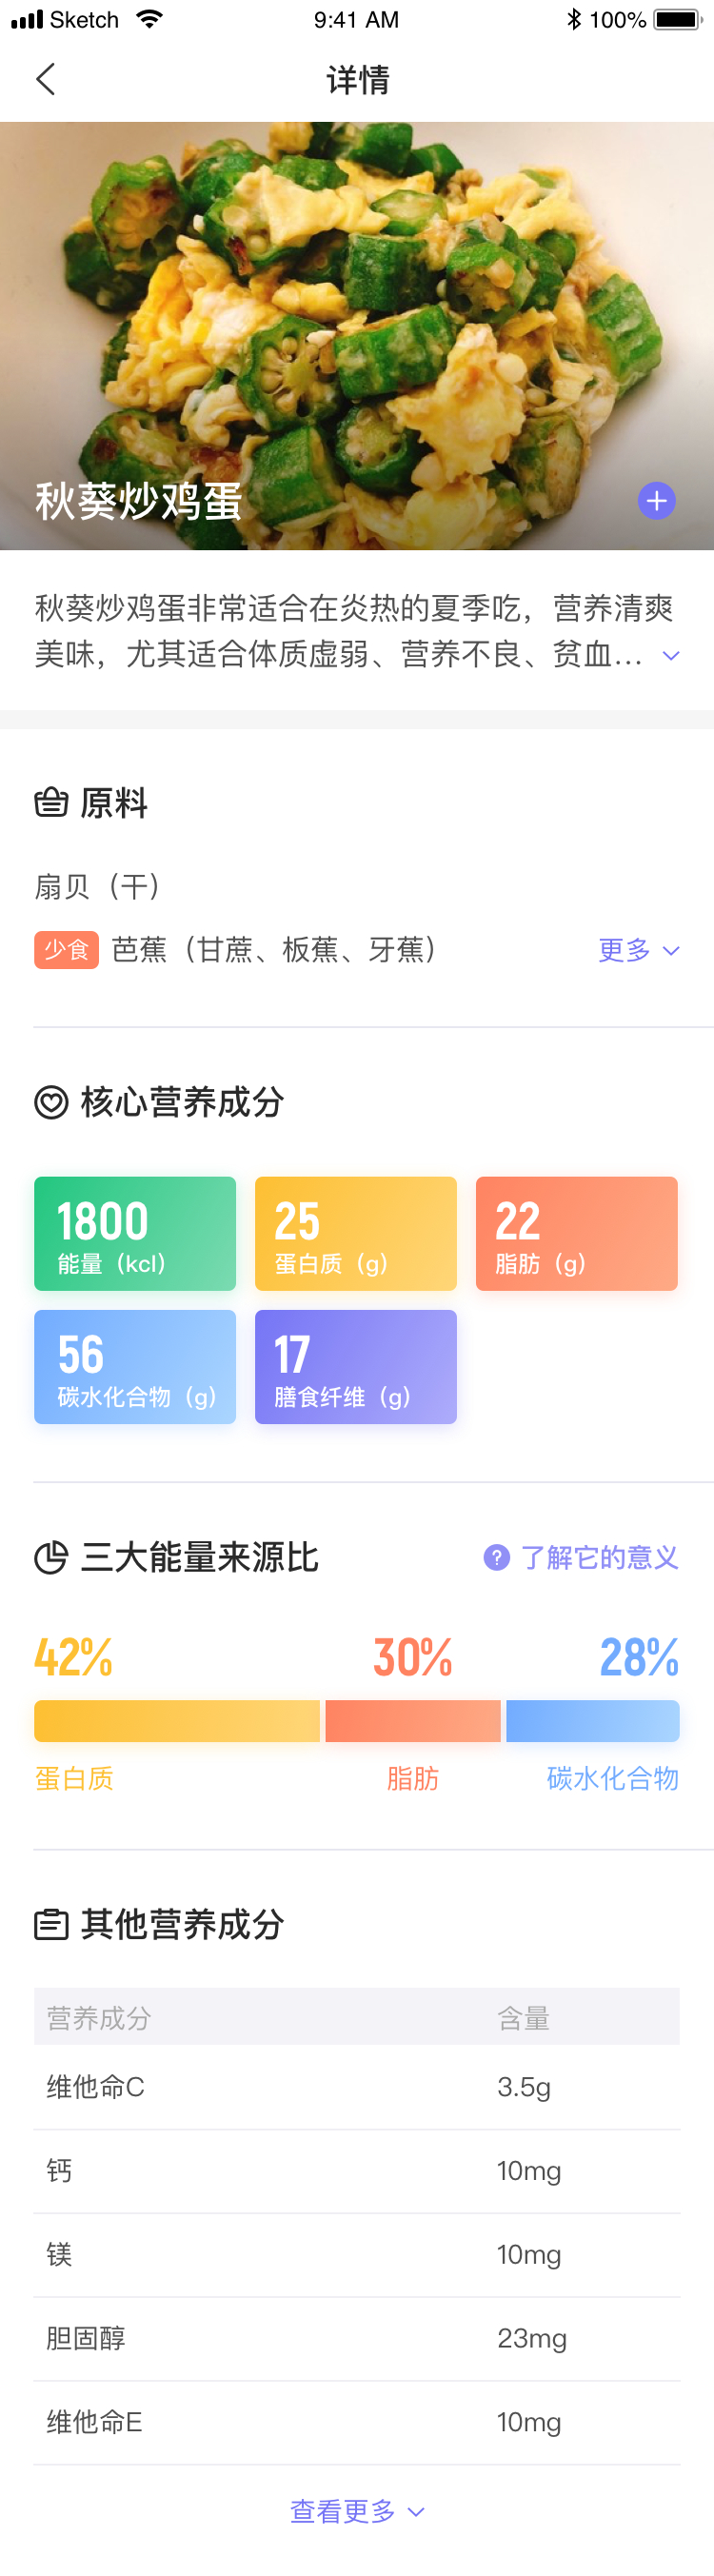 Sketch 9:41 AM 100%
详情
秋葵炒鸡蛋
秋葵炒鸡蛋非常适合在炎热的夏季吃，营养清爽
美味，尤其适合体质虚弱、营养不良、贫血...
原料
扇贝（干）
少食 芭蕉（甘蔗、板蕉、牙蕉） 更多
核心营养成分
1800 25 22
能量（kcl） 蛋白质（g） 脂肪（g）
56 17
碳水化合物（g） 膳食纤维（g）
三大能量来源比 ? 了解它的意义
42% 30% 28%
蛋白质 脂肪 碳水化合物
其他营养成分
营养成分 含量
维他命C 3.5g
钙 10mg
镁 10mg
胆固醇 23mg
维他命E 10mg
查看更多